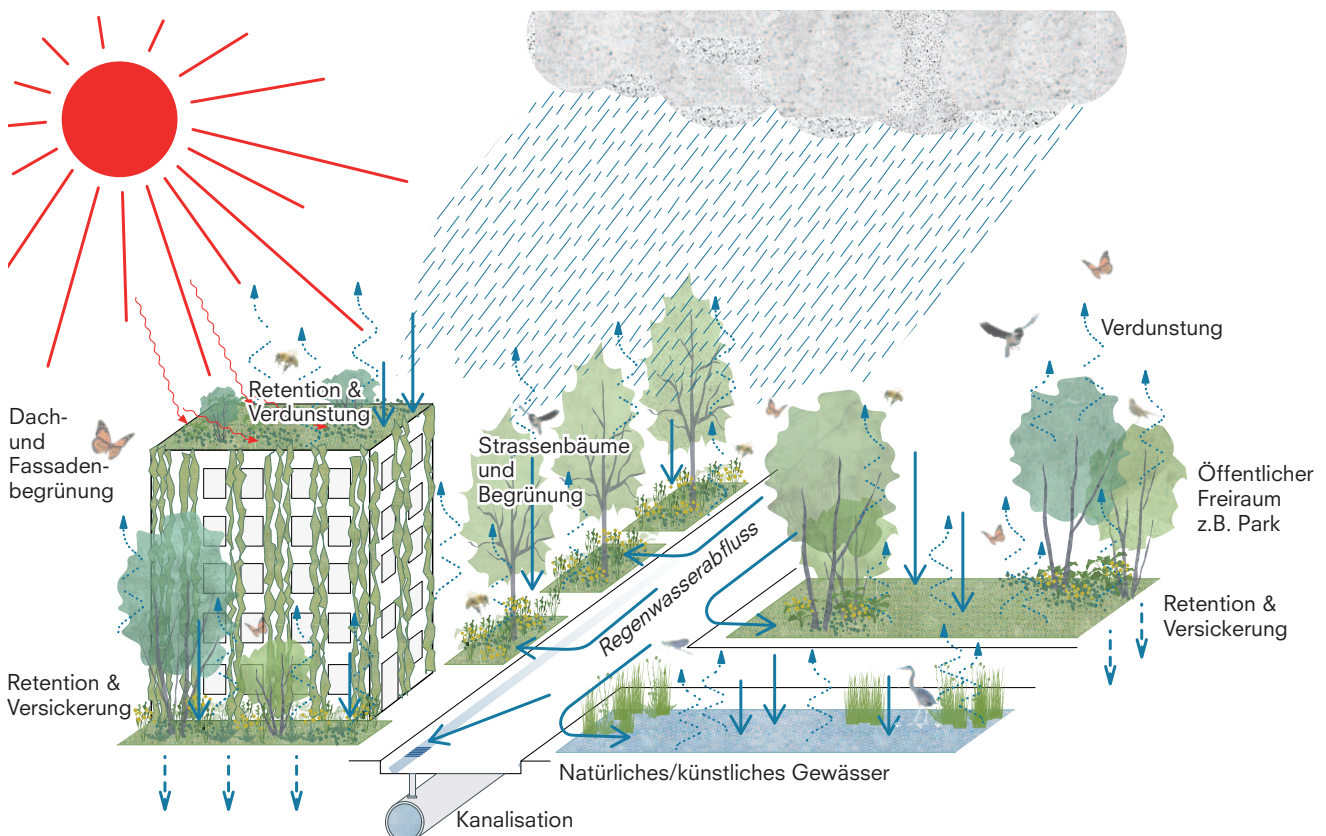 Retention &
Verdunstung
Dach-
und
Fassaden-
begrünung
Strassenbäume
und
Begrünung
Verdunstung
Öffentlicher
Freiraum
z.B. Park
Regenwasserabfluss
Retention &
Versickerung
Retention &
Versickerung
Natürliches/künstliches Gewässer
Kanalisation